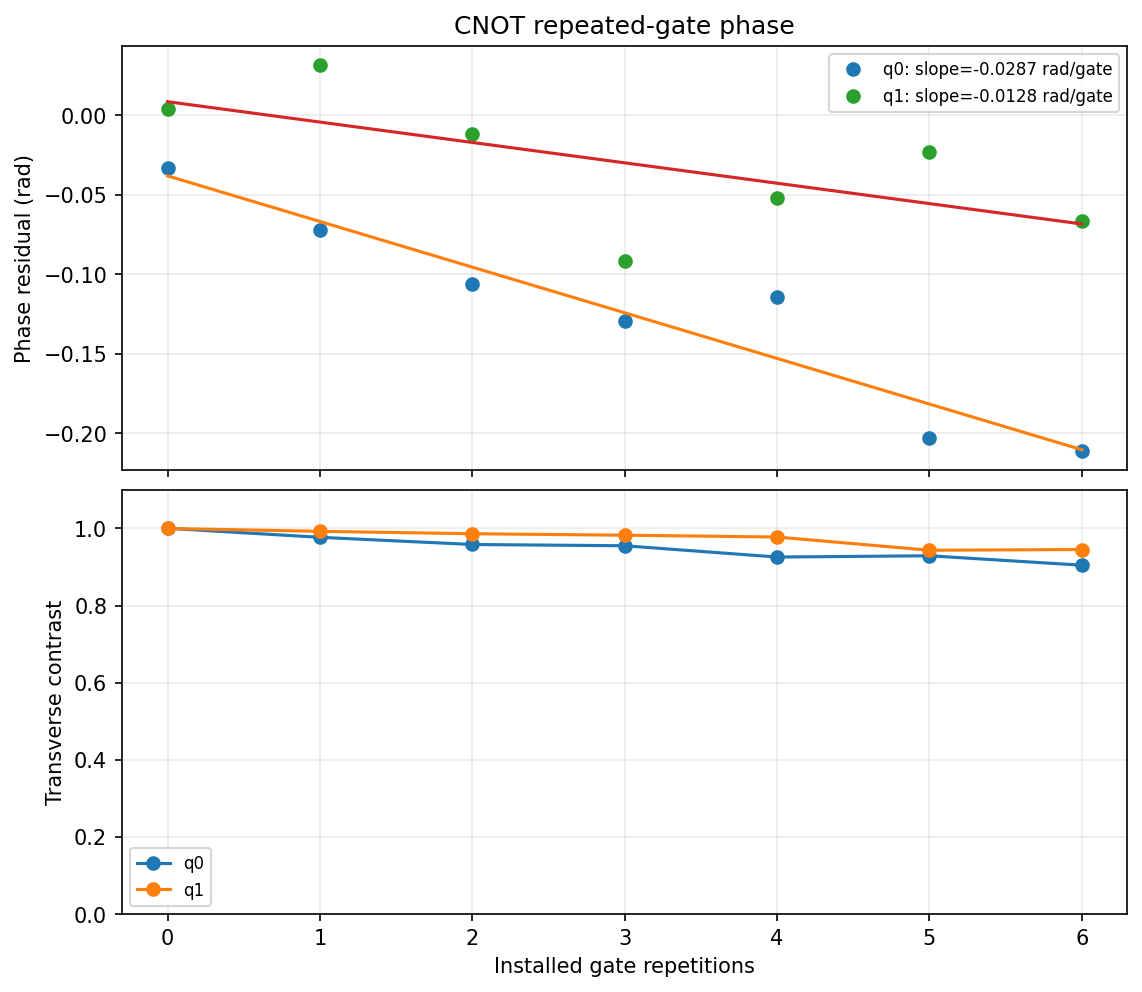 CNOT repeated-gate phase
q0: slope=-0.0287 rad/gate
q1: slope=-0.0128 rad/gate
Phase residual (rad)
0.00
−0.05
−0.10
−0.15
−0.20
Transverse contrast
1.0
0.8
0.6
0.4
0.2
0.0
q0
q1
0 1 2 3 4 5 6
Installed gate repetitions